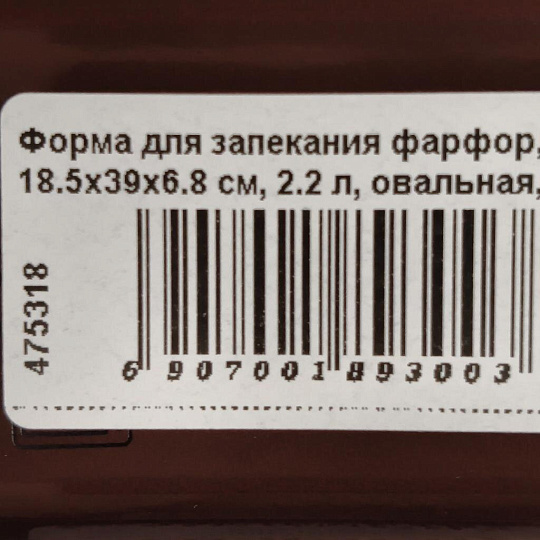 Форма для запекания фарфор,
18.5x39x6.8 см, 2.2 л, овальная,
475318
6 907001 893003